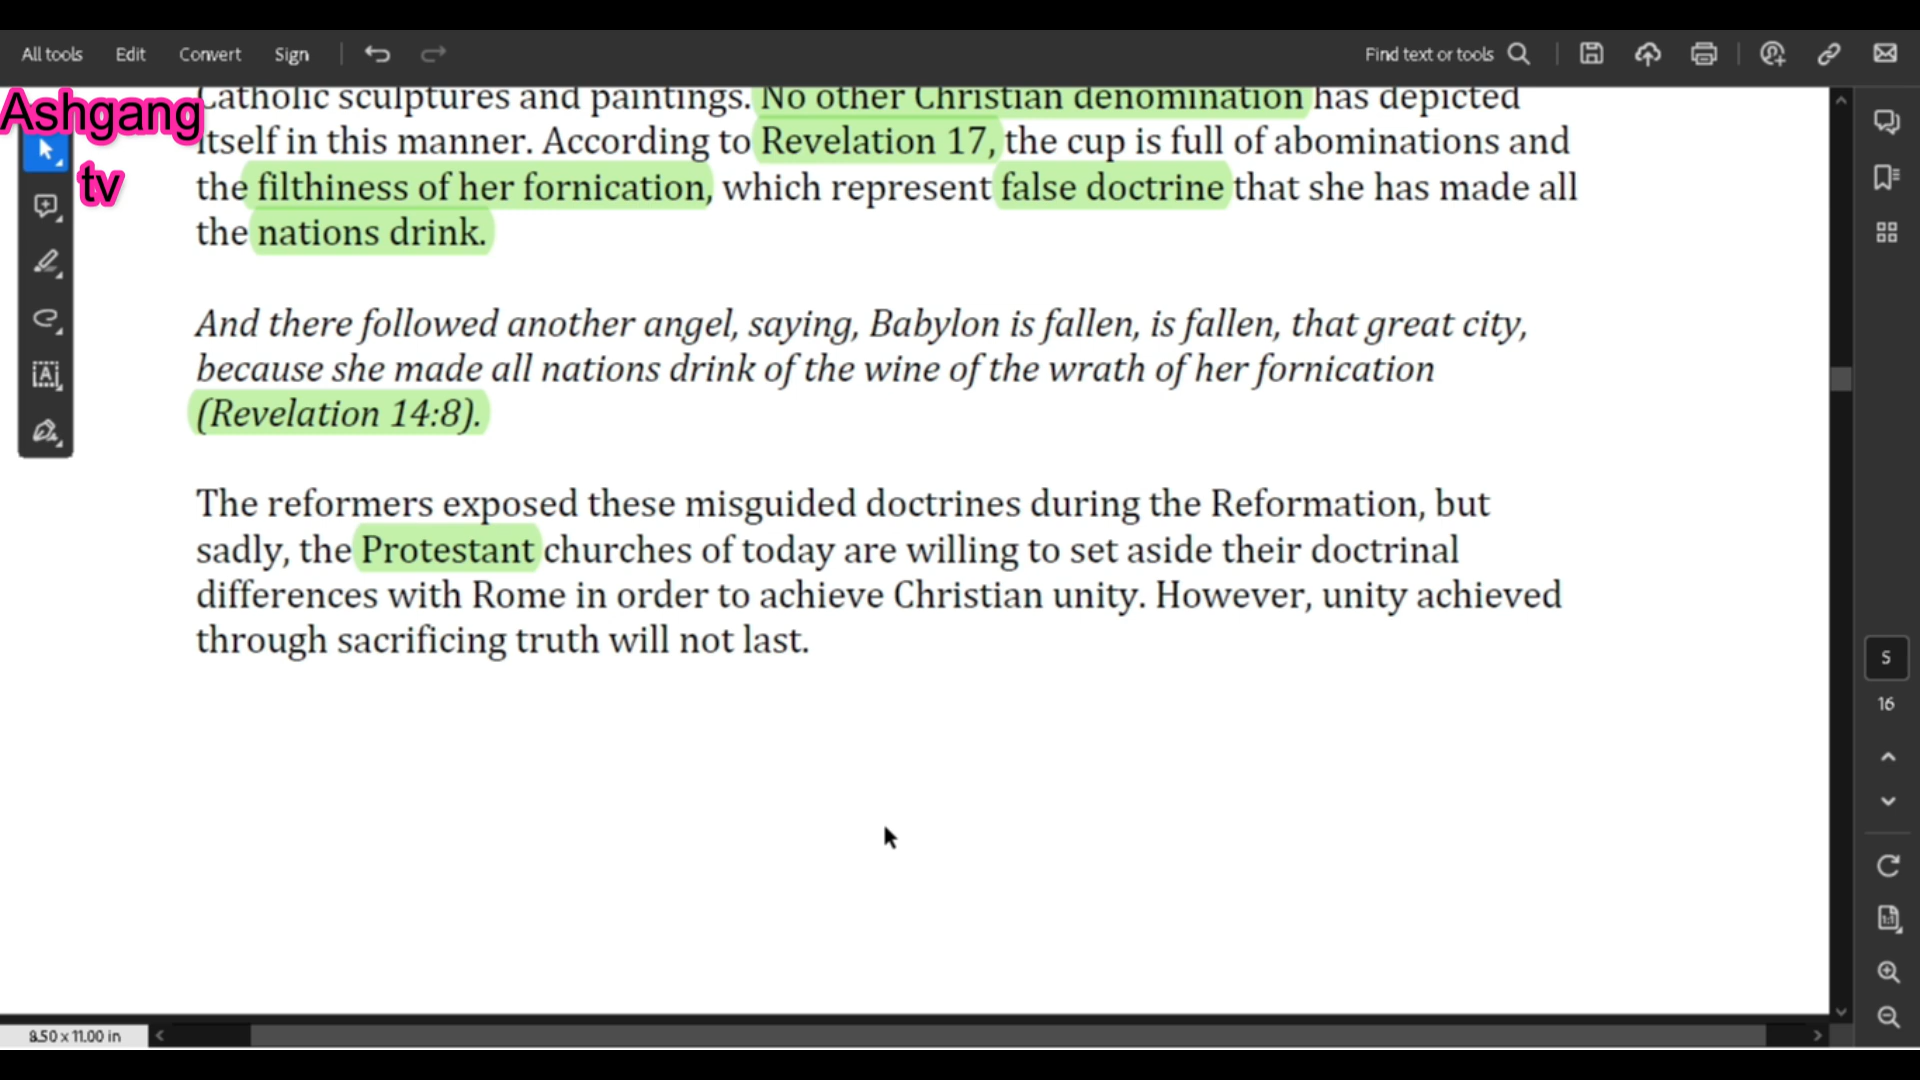 All tools Edit Convert Sign Find text or tools
Ashgang
tv
Catholic sculptures and paintings. No other Christian denomination has depicted
itself in this manner. According to Revelation 17, the cup is full of abominations and
the filthiness of her fornication, which represent false doctrine that she has made all
the nations drink.
And there followed another angel, saying, Babylon is fallen, is fallen, that great city,
because she made all nations drink of the wine of the wrath of her fornication
(Revelation 14:8).
The reformers exposed these misguided doctrines during the Reformation, but
sadly, the Protestant churches of today are willing to set aside their doctrinal
differences with Rome in order to achieve Christian unity. However, unity achieved
through sacrificing truth will not last.
S
16
8.50 x 11.00 in